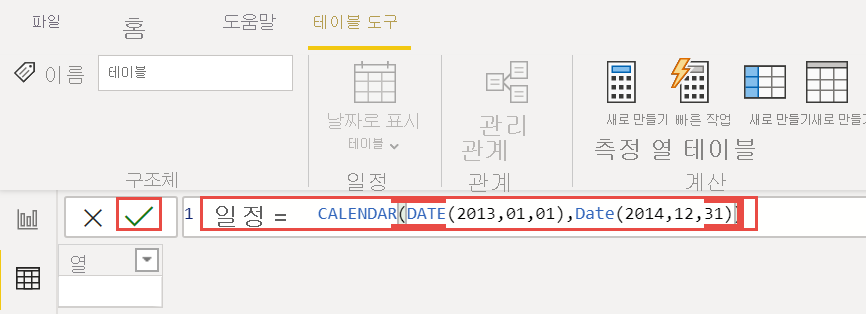 파일 홈 도움말 테이블 도구
이름 테이블
날짜로 표시
테이블
관리
관계
새로 만들기 빠른 작업 새로 만들기 새로 만들기
측정 열 테이블
구조체 일정 관계 계산
1 일정 = CALENDAR(DATE(2013,01,01),Date(2014,12,31)
열